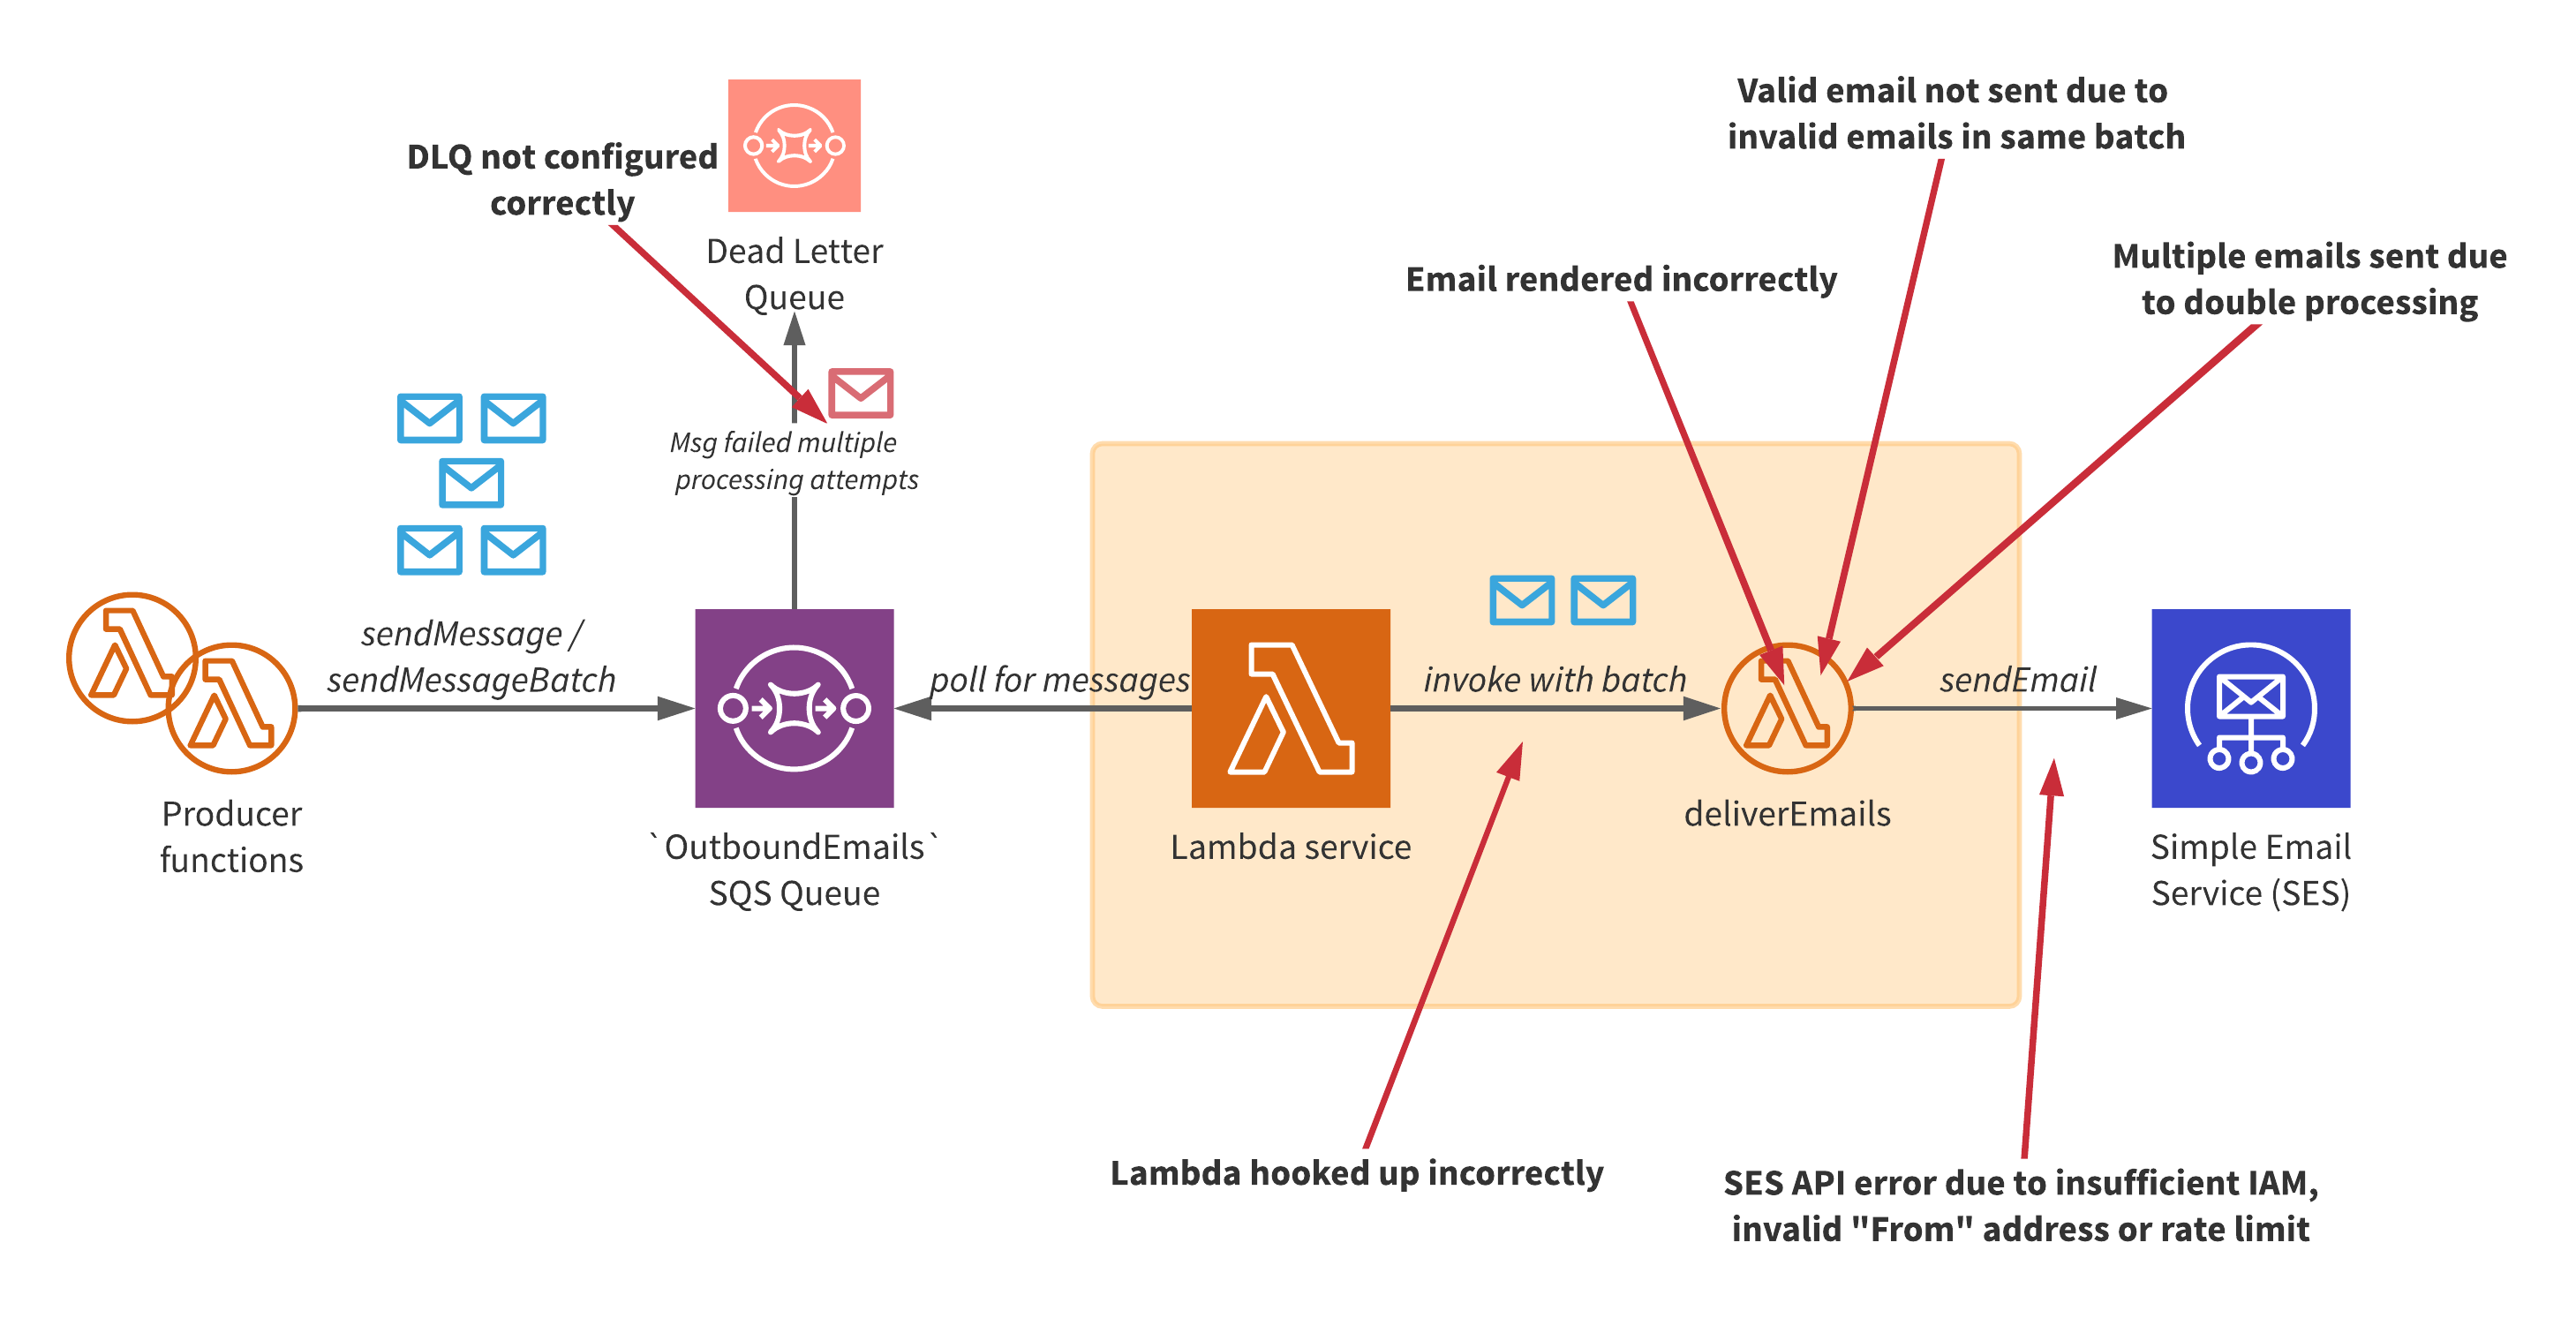 Valid email not sent due to
invalid emails in same batch
DLQ not configured
correctly
Dead Letter
Queue
Email rendered incorrectly
Multiple emails sent due
to double processing
Msg failed multiple
processing attempts
sendMessage /
sendMessageBatch
poll for messages
invoke with batch
sendEmail
Producer
functions
`OutboundEmails`
SQS Queue
Lambda service
deliverEmails
Simple Email
Service (SES)
Lambda hooked up incorrectly
SES API error due to insufficient IAM,
invalid "From" address or rate limit